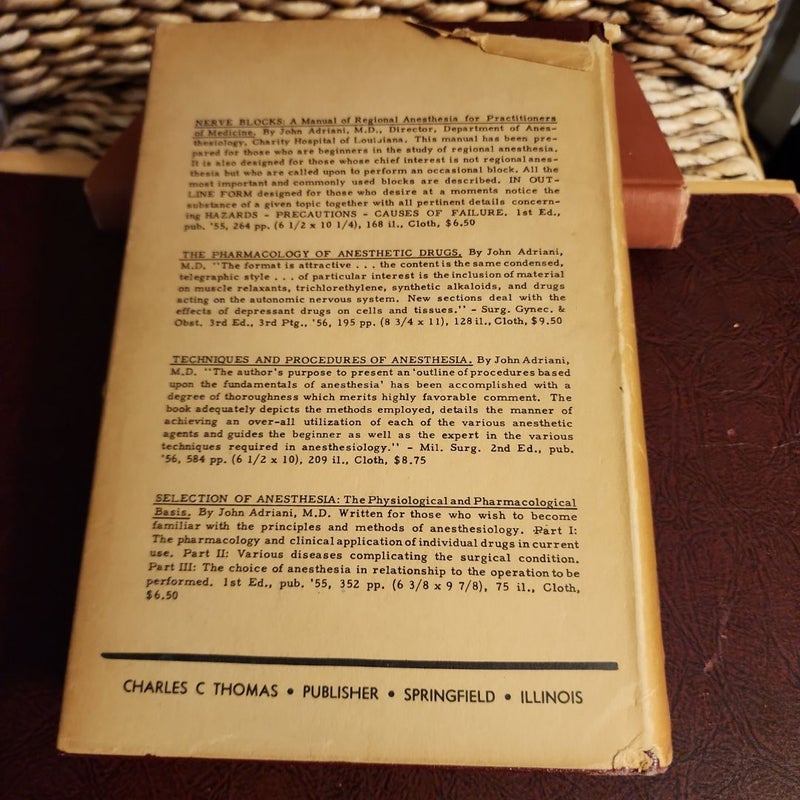 NERVE BLOCKS: A Manual of Regional Anesthesia for Practitioners
of Medicine. By John Adriani, M.D., Director, Department of Anes-
thesiology, Charity Hospital of Louisiana. This manual has been pre-
pared for those who are beginners in the study of regional anesthesia.
It is also designed for those whose chief interest is not regional anes-
thesia but who are called upon to perform an occasional block. All the
most important and commonly used blocks are described. IN OUT-
LINE FORM designed for those who desire at a moments notice the
substance of a given topic together with all pertinent details concern-
ing HAZARDS - PRECAUTIONS - CAUSES OF FAILURE. 1st Ed.,
pub. '55, 264 pp. (6 1/2 x 10 1/4), 168 il., Cloth, $6.50
THE PHARMACOLOGY OF ANESTHETIC DRUGS. By John Adriani,
M.D. "The format is attractive . . . the content is the same condensed,
telegraphic style . . . of particular interest is the inclusion of material
on muscle relaxants, trichlorethylene, synthetic alkaloids, and drugs
acting on the autonomic nervous system. New sections deal with the
effects of depressant drugs on cells and tissues." - Surg. Gynec. &
Obst. 3rd Ed., 3rd Ptg., '56, 195 pp. (8 3/4 x 11), 128 il., Cloth, $9.50
TECHNIQUES AND PROCEDURES OF ANESTHESIA. By John Adriani,
M.D. "The author's purpose to present an 'outline of procedures based
upon the fundamentals of anesthesia' has been accomplished with a
degree of thoroughness which merits highly favorable comment. The
book adequately depicts the methods employed, details the manner of
achieving an over-all utilization of each of the various anesthetic
agents and guides the beginner as well as the expert in the various
techniques required in anesthesiology." - Mil. Surg. 2nd Ed., pub.
'56, 584 pp. (6 1/2 x 10), 209 il., Cloth, $8.75
SELECTION OF ANESTHESIA: The Physiological and Pharmacological
Basis. By John Adriani, M.D. Written for those who wish to become
familiar with the principles and methods of anesthesiology. Part I:
The pharmacology and clinical application of individual drugs in current
use. Part II: Various diseases complicating the surgical condition.
Part III: The choice of anesthesia in relationship to the operation to be
performed. 1st Ed., pub. '55, 352 pp. (6 3/8 x 9 7/8), 75 il., Cloth,
$6.50
CHARLES C THOMAS • PUBLISHER • SPRINGFIELD • ILLINOIS